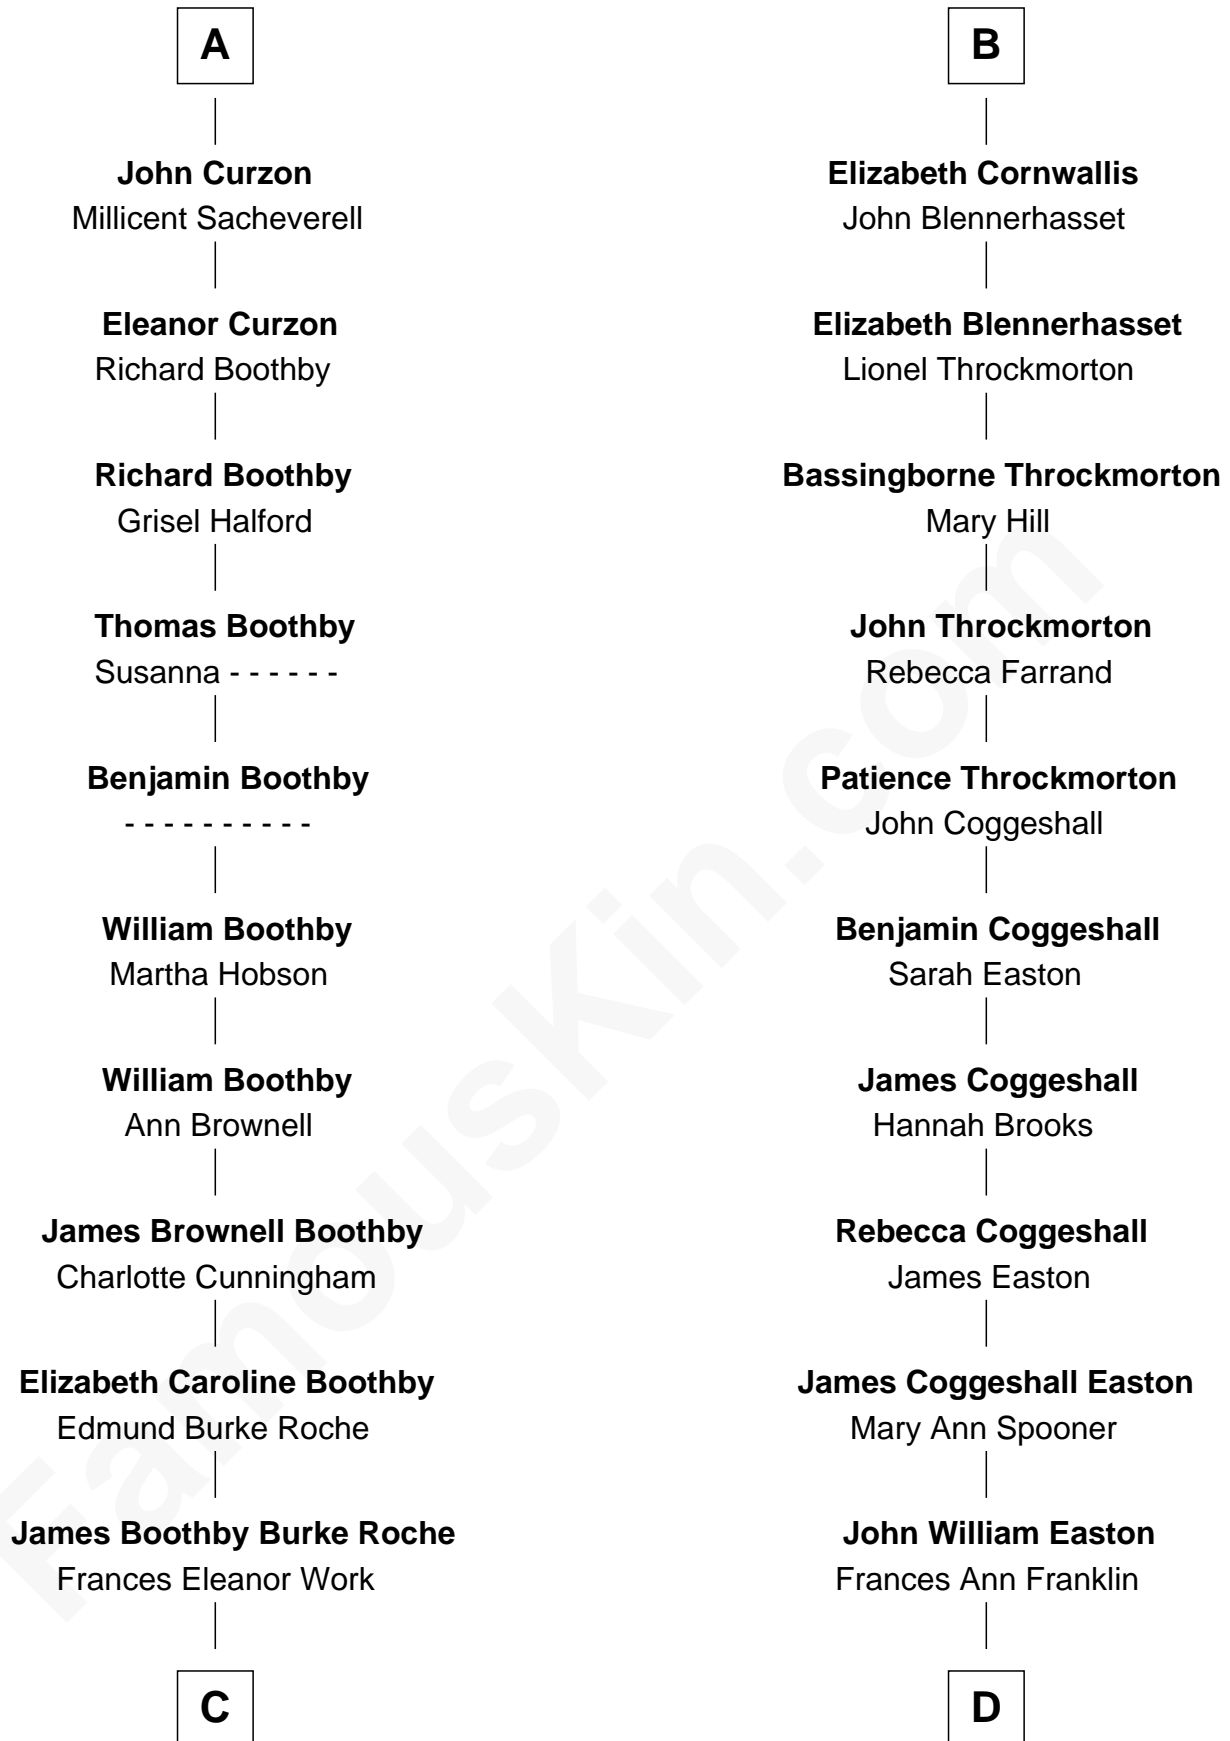 A
John Curzon
Millicent Sacheverell
Eleanor Curzon
Richard Boothby
Richard Boothby
Grisel Halford
Thomas Boothby
Susanna - - - - - -
Benjamin Boothby
- - - - - - - - - -
William Boothby
Martha Hobson
William Boothby
Ann Brownell
James Brownell Boothby
Charlotte Cunningham
Elizabeth Caroline Boothby
Edmund Burke Roche
James Boothby Burke Roche
Frances Eleanor Work
C
B
Elizabeth Cornwallis
John Blennerhasset
Elizabeth Blennerhasset
Lionel Throckmorton
Bassingborne Throckmorton
Mary Hill
John Throckmorton
Rebecca Farrand
Patience Throckmorton
John Coggeshall
Benjamin Coggeshall
Sarah Easton
James Coggeshall
Hannah Brooks
Rebecca Coggeshall
James Easton
James Coggeshall Easton
Mary Ann Spooner
John William Easton
Frances Ann Franklin
D
FamousKin.com